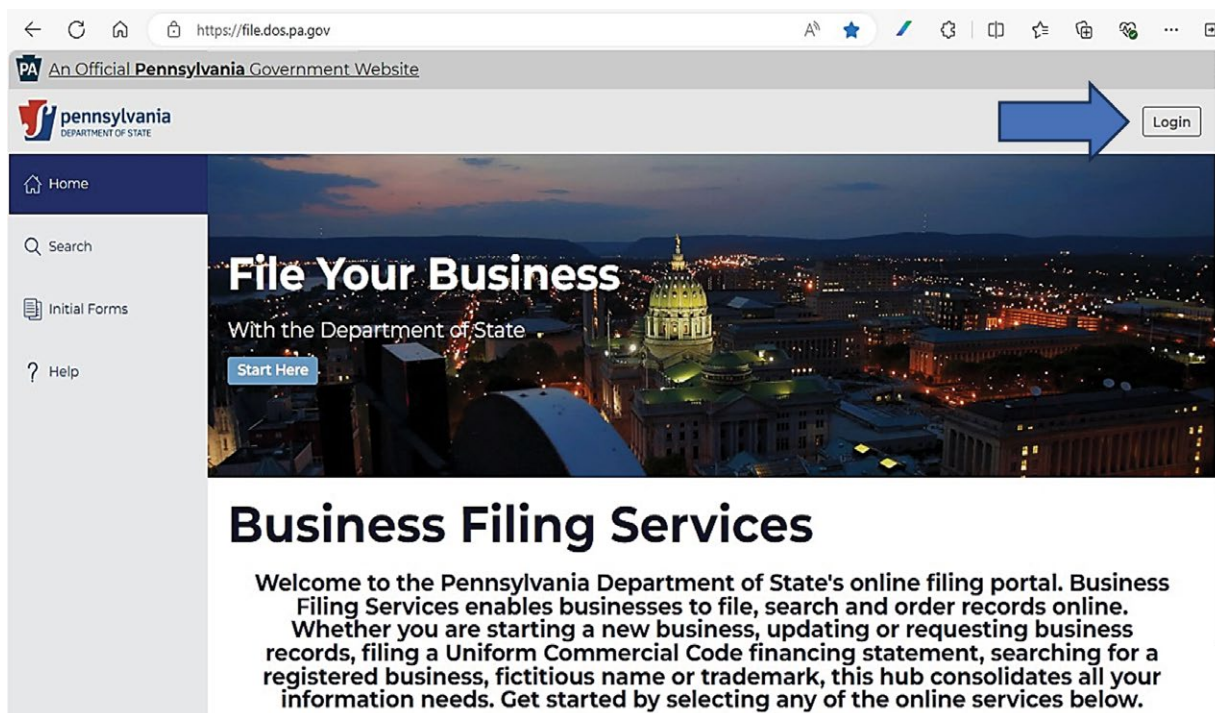 https://file.dos.pa.gov
PA An Official Pennsylvania Government Website
pennsylvania
DEPARTMENT OF STATE
Login
Home
Search
Initial Forms
Help
File Your Business
With the Department of State
Start Here
Business Filing Services
Welcome to the Pennsylvania Department of State's online filing portal. Business
Filing Services enables businesses to file, search and order records online.
Whether you are starting a new business, updating or requesting business
records, filing a Uniform Commercial Code financing statement, searching for a
registered business, fictitious name or trademark, this hub consolidates all your
information needs. Get started by selecting any of the online services below.